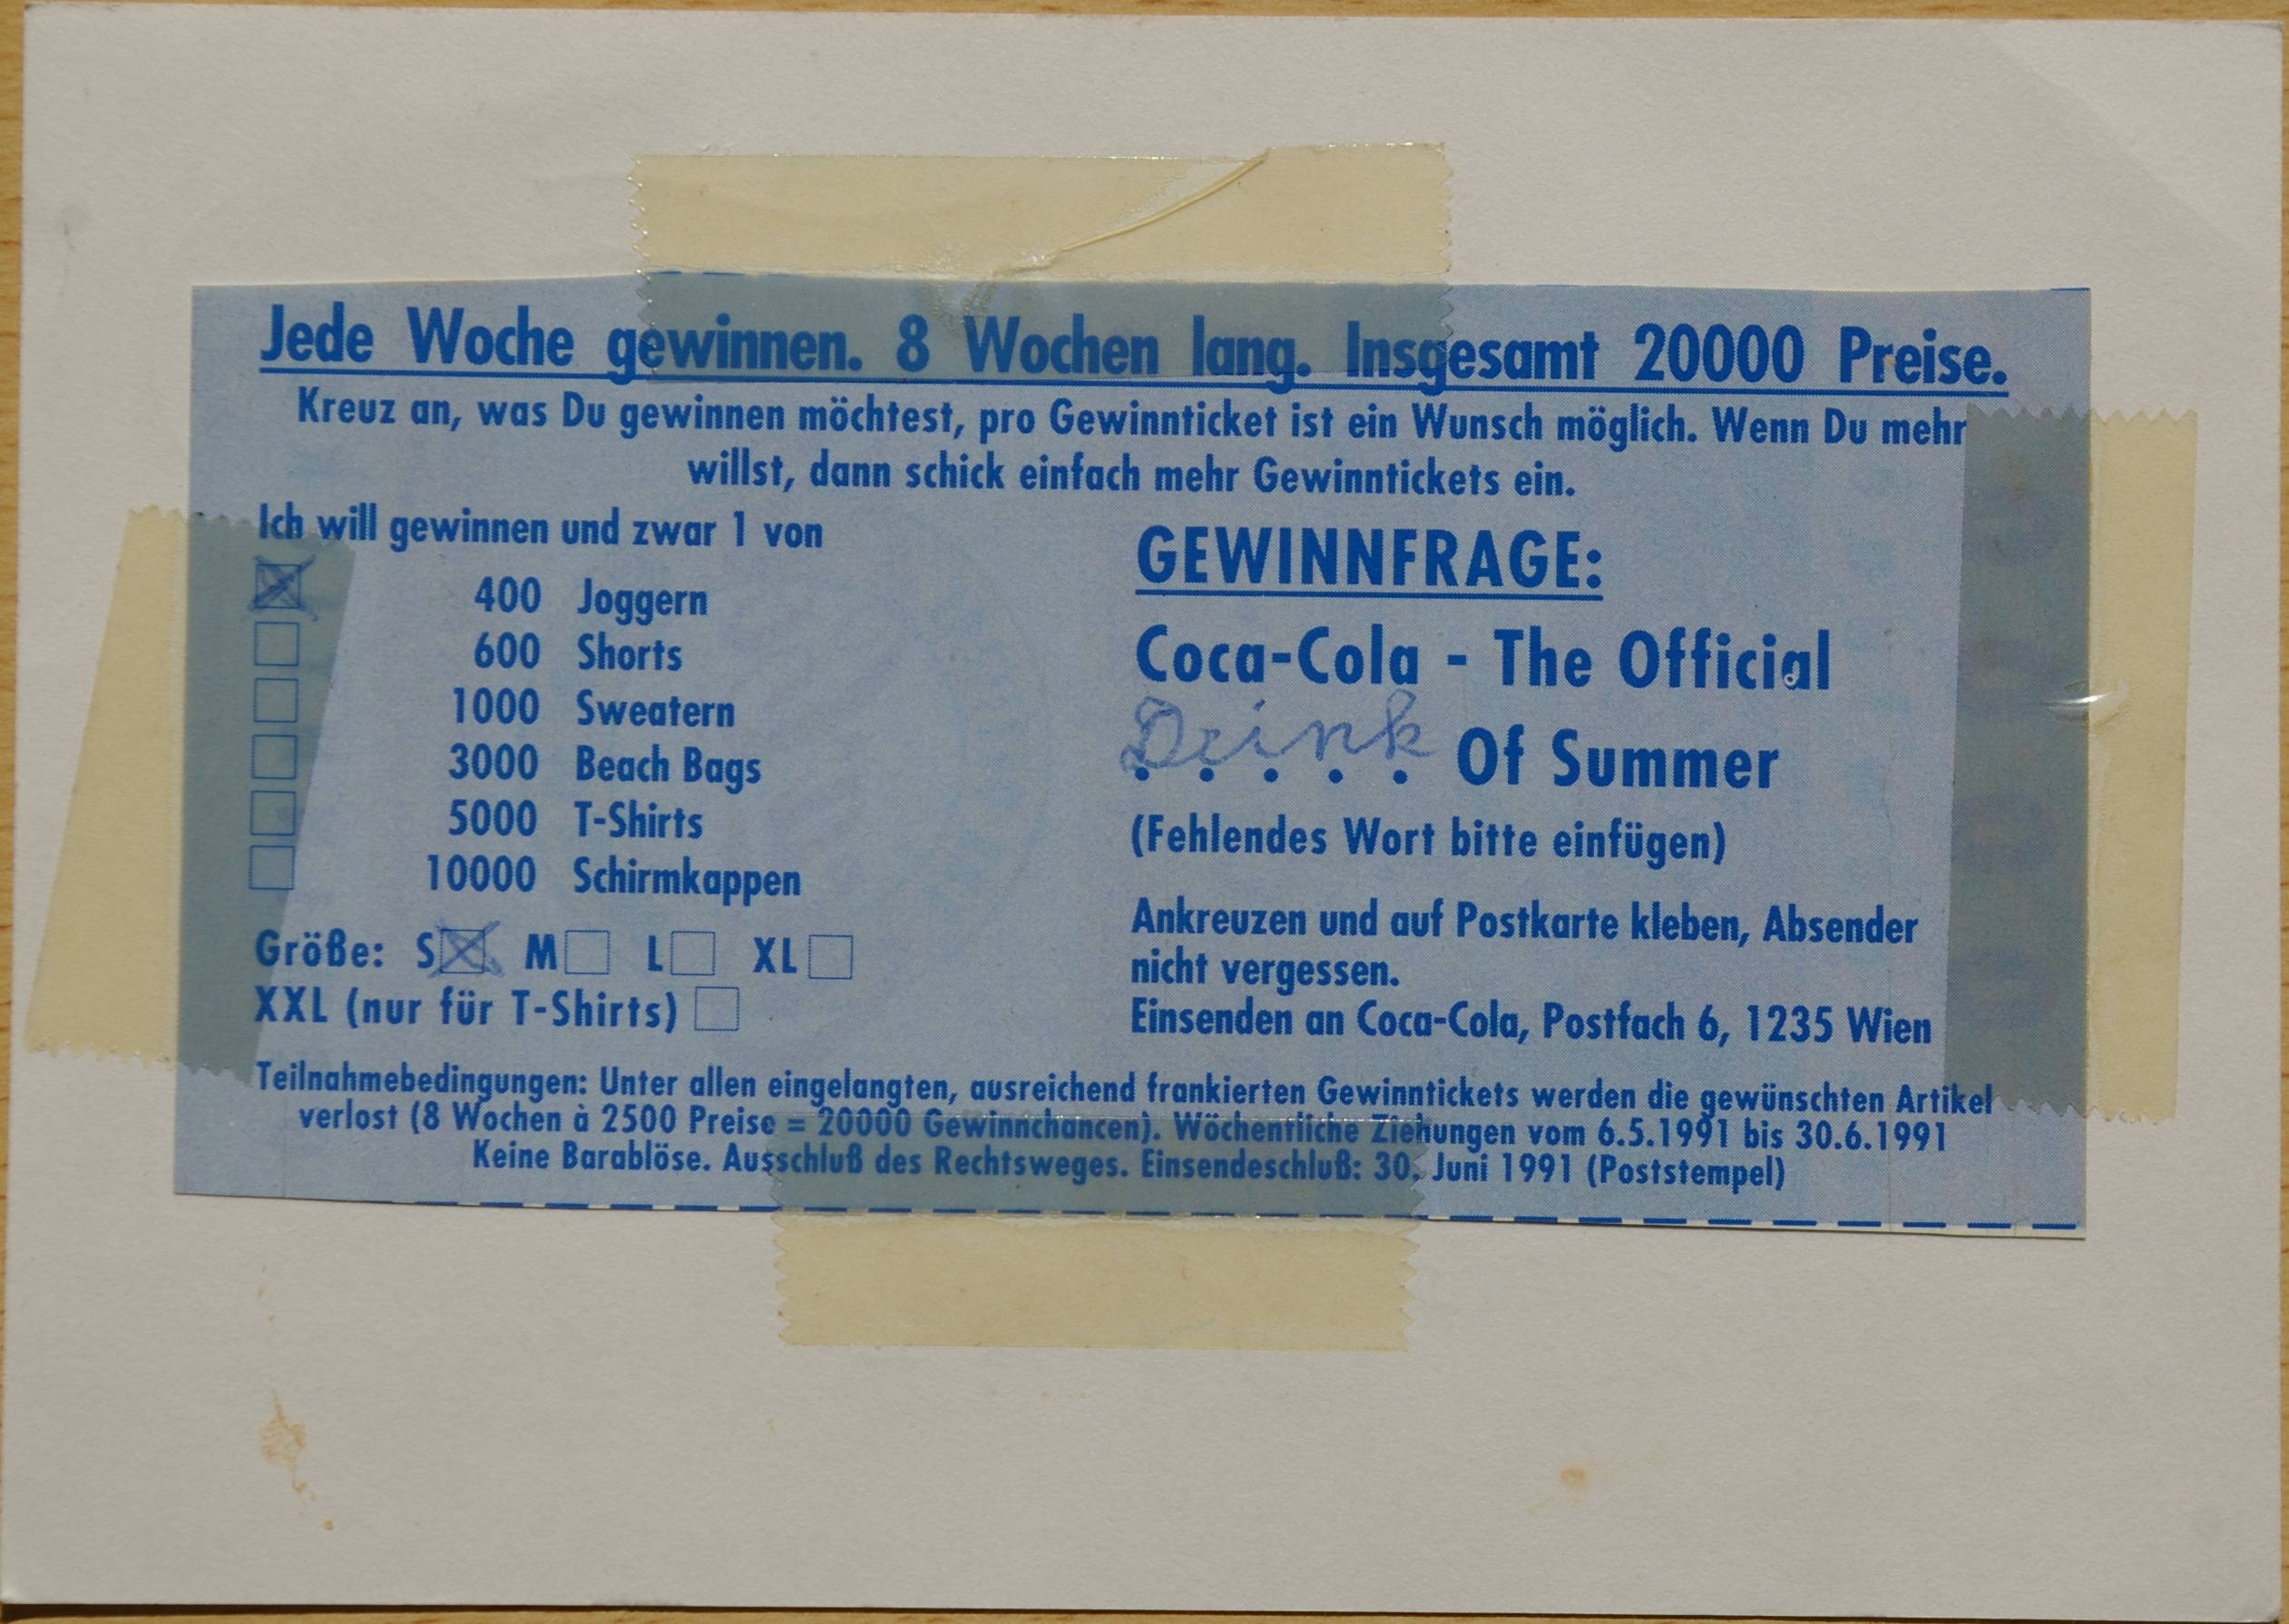 Jede Woche gewinnen. 8 Wochen lang. Insgesamt 20000 Preise.
Kreuz an, was Du gewinnen möchtest, pro Gewinnticket ist ein Wunsch möglich. Wenn Du mehr
willst, dann schick einfach mehr Gewinntickets ein.
Ich will gewinnen und zwar 1 von
400 Joggern
600 Shorts
1000 Sweatern
3000 Beach Bags
5000 T-Shirts
10000 Schirmkappen
Größe: S M L XL
XXL (nur für T-Shirts)
GEWINNFRAGE:
Coca-Cola - The Official
Drink Of Summer
(Fehlendes Wort bitte einfügen)
Ankreuzen und auf Postkarte kleben, Absender
nicht vergessen.
Einsenden an Coca-Cola, Postfach 6, 1235 Wien
Teilnahmebedingungen: Unter allen eingelangten, ausreichend frankierten Gewinntickets werden die gewünschten Artikel
verlost (8 Wochen à 2500 Preise = 20000 Gewinnchancen). Wöchentliche Ziehungen vom 6.5.1991 bis 30.6.1991
Keine Barablöse. Ausschluß des Rechtsweges. Einsendeschluß: 30. Juni 1991 (Poststempel)